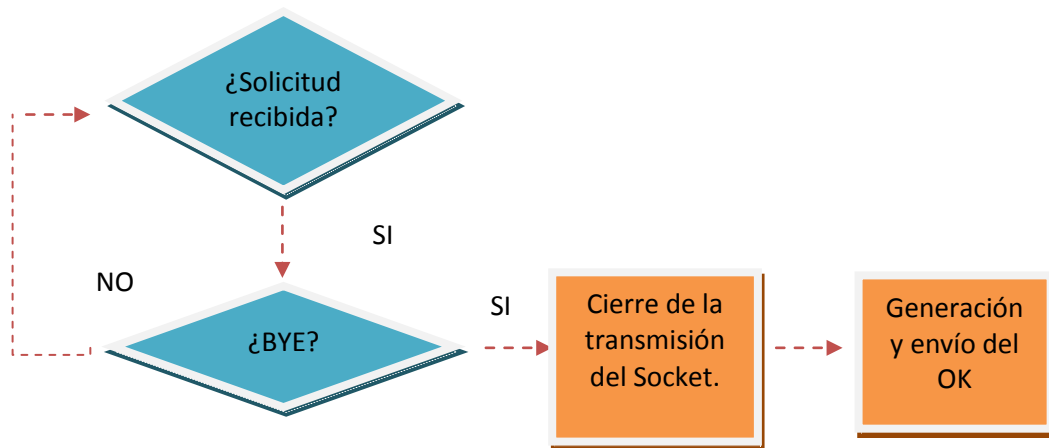 ¿Solicitud
recibida?
SI
NO
¿BYE?
SI
Cierre de la
transmisión
del Socket.
Generación
y envío del
OK